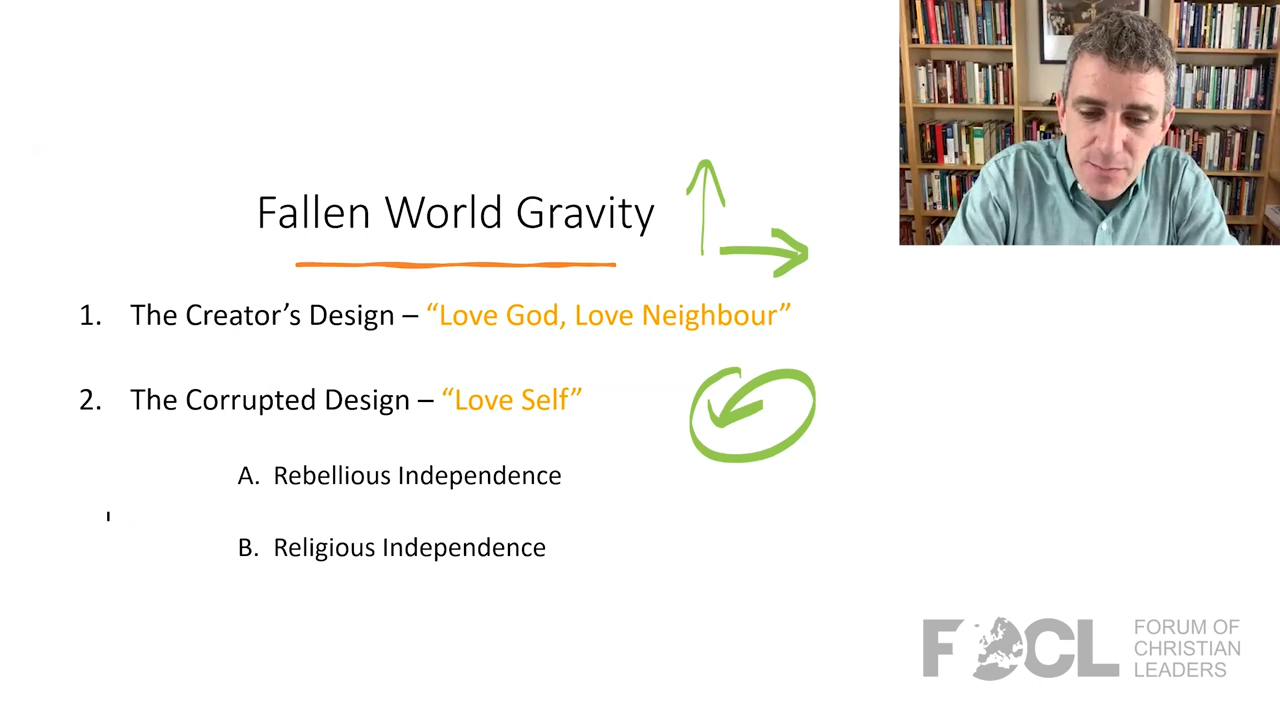 Fallen World Gravity
1. The Creator’s Design – “Love God, Love Neighbour”
2. The Corrupted Design – “Love Self”
A. Rebellious Independence
B. Religious Independence
FOCL
FORUM OF
CHRISTIAN
LEADERS